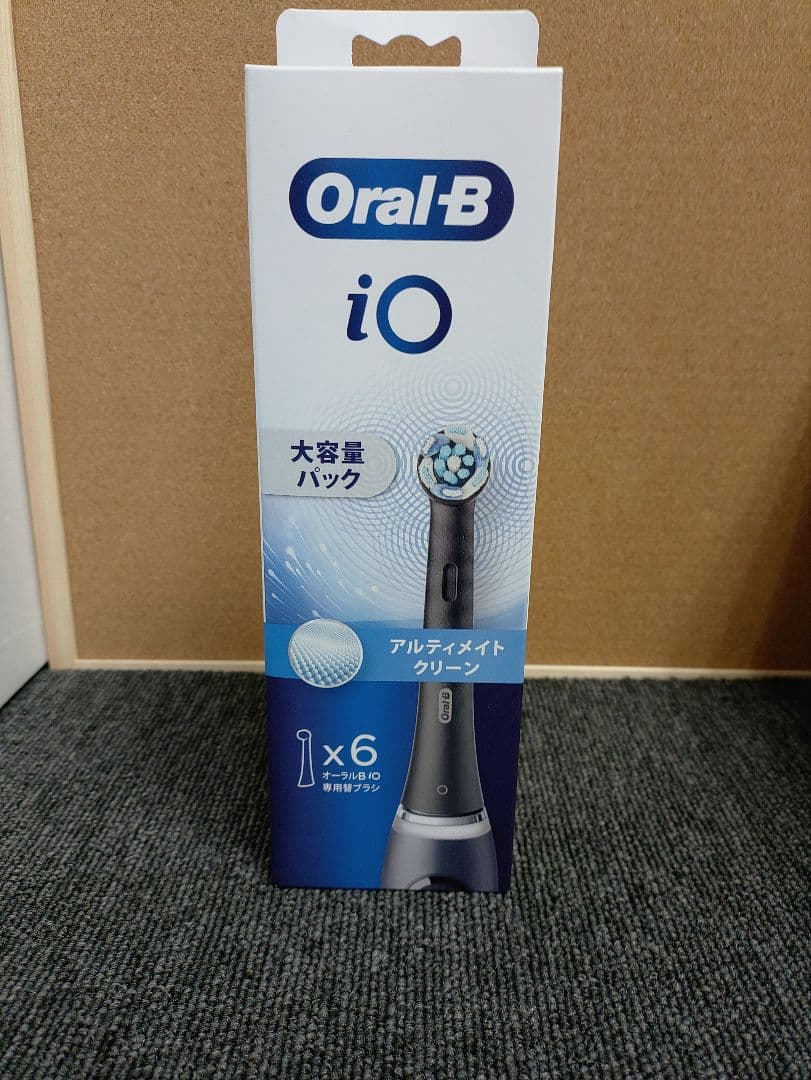 Oral-B
iO
大容量
パック
アルティメイト
クリーン
Oral-B
x6
オーラルB iO
専用替ブラシ